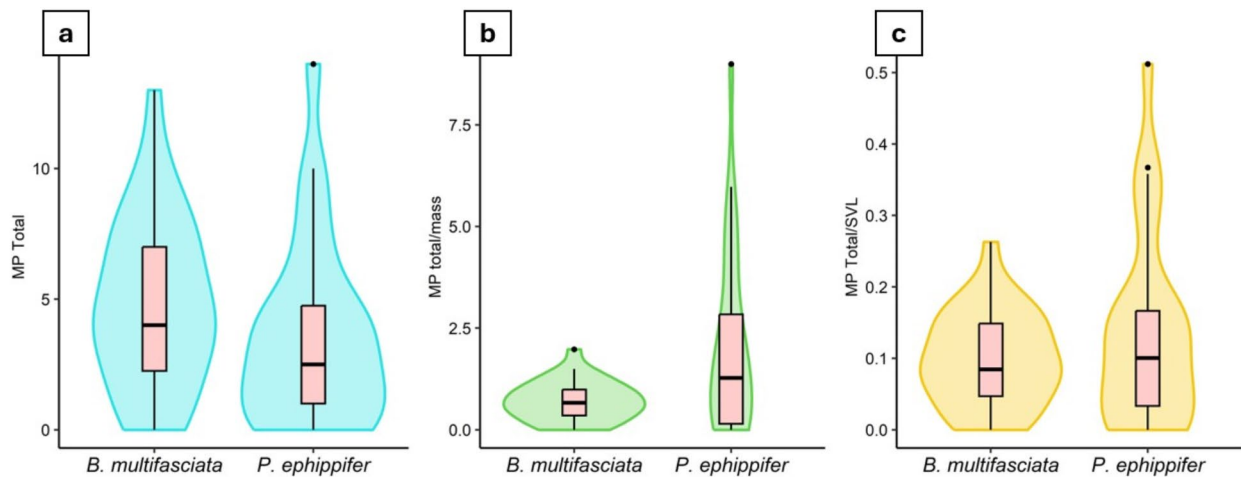 a
MP Total
10
5
0
B. multifasciata P. ephippifer
b
MP total/mass
7.5
5.0
2.5
0.0
B. multifasciata P. ephippifer
c
MP Total/SVL
0.5
0.4
0.3
0.2
0.1
0.0
B. multifasciata P. ephippifer